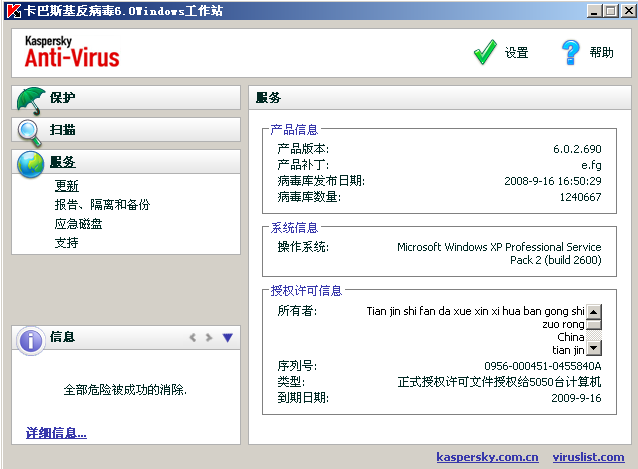 卡巴斯基反病毒6.0Windows工作站
Kaspersky
Anti-Virus
设置
帮助
保护
扫描
服务
更新
报告、隔离和备份
应急磁盘
支持
信息
全部危险被成功的消除.
详细信息...
服务
产品信息
产品版本: 6.0.2.690
产品补丁: e.fg
病毒库发布日期: 2008-9-16 16:50:29
病毒库数量: 1240667
系统信息
操作系统: Microsoft Windows XP Professional Service
Pack 2 (build 2600)
授权许可信息
所有者: Tian jin shi fan da xue xin xi hua ban gong shi
zuo rong
China
tian jin
序列号: 0956-000451-0455840A
类型: 正式授权许可文件授权给5050台计算机
到期日期: 2009-9-16
kaspersky.com.cn viruslist.com